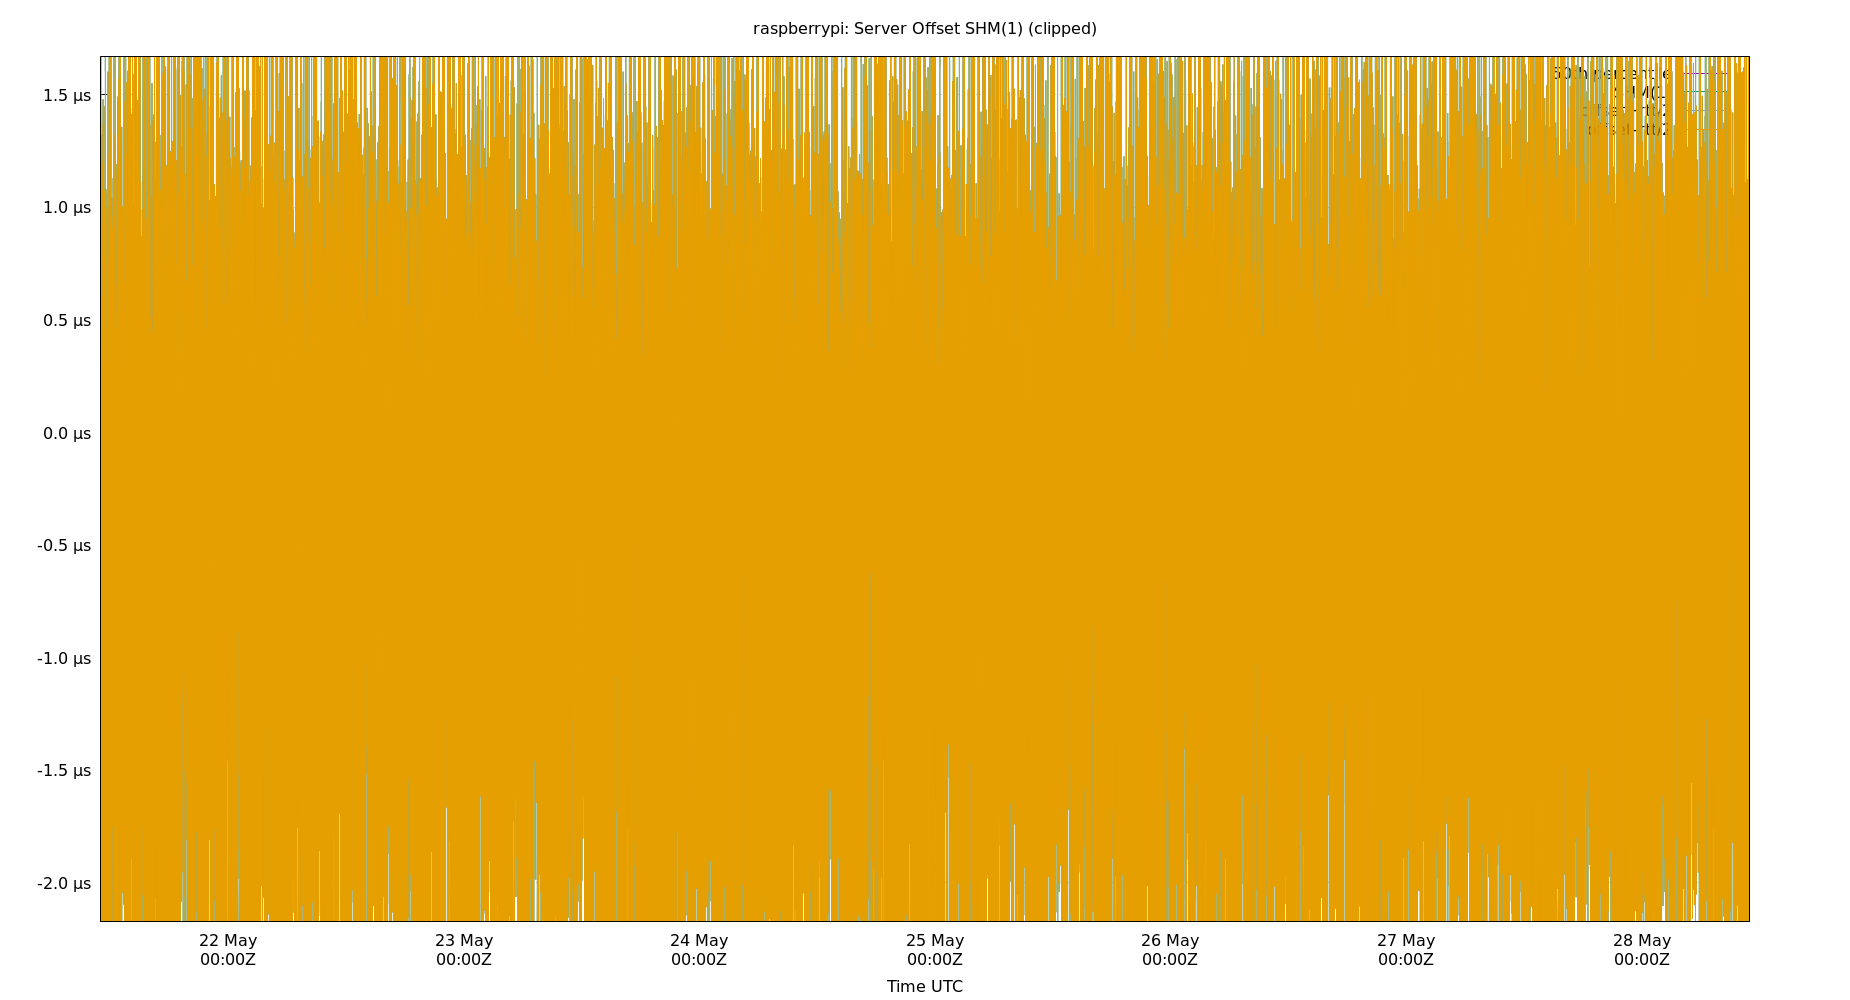 raspberrypi: Server Offset SHM(1) (clipped)
1.5 µs
1.0 µs
0.5 µs
0.0 µs
-0.5 µs
-1.0 µs
-1.5 µs
-2.0 µs
22 May
00:00Z
23 May
00:00Z
24 May
00:00Z
25 May
00:00Z
26 May
00:00Z
27 May
00:00Z
28 May
00:00Z
Time UTC